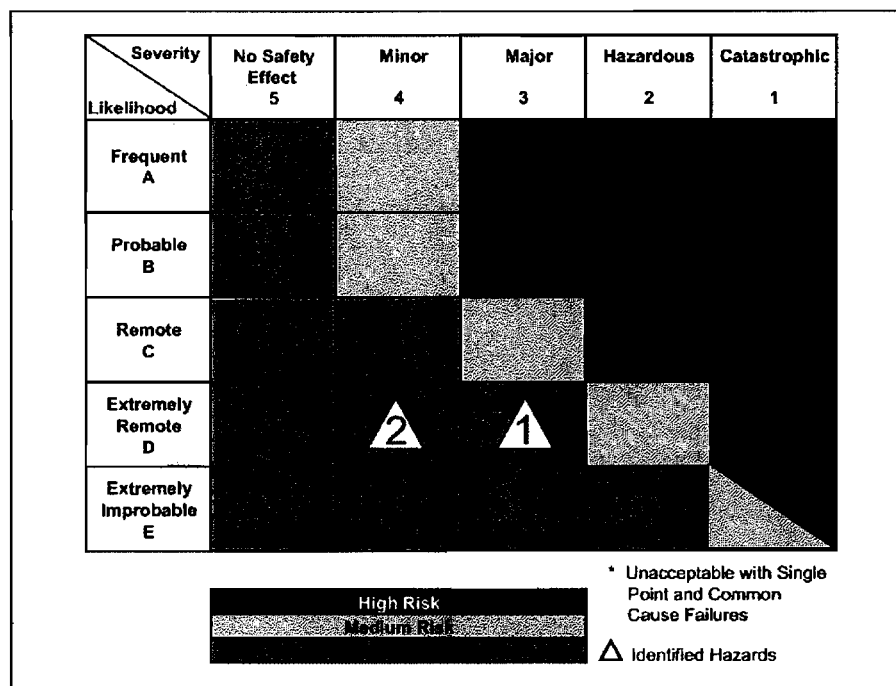 Severity
Likelihood
No Safety
Effect
5
Minor
4
Major
3
Hazardous
2
Catastrophic
1
Frequent
A
Probable
B
Remote
C
Extremely
Remote
D
2
1
Extremely
Improbable
E
High Risk
Medium Risk
* Unacceptable with Single
Point and Common
Cause Failures
Identified Hazards